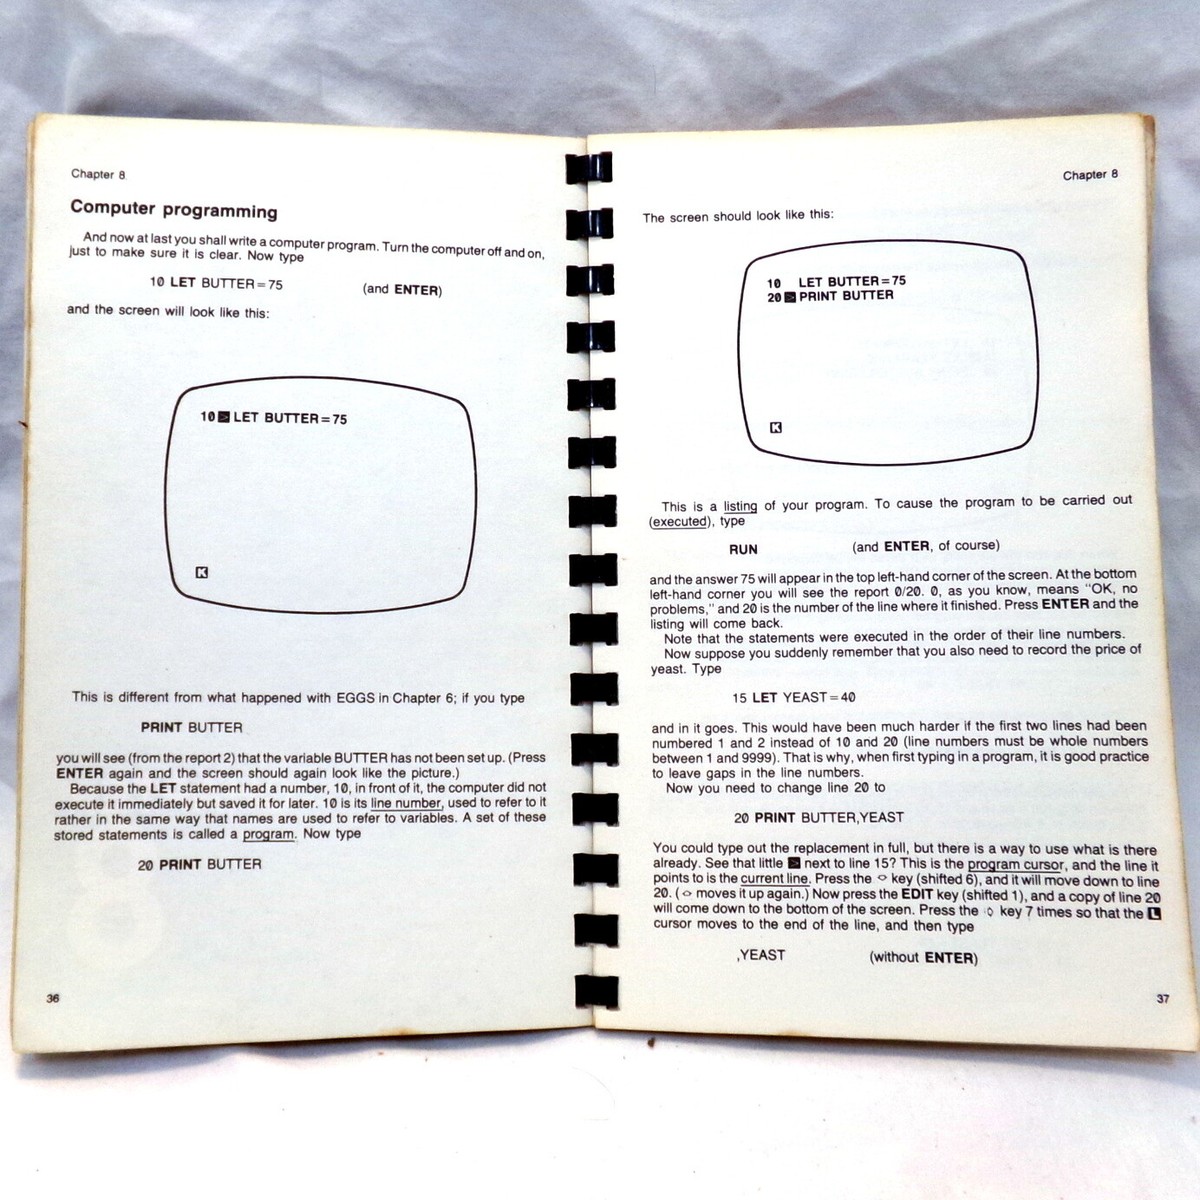 Chapter 8
Computer programming
And now at last you shall write a computer program. Turn the computer off and on,
just to make sure it is clear. Now type
10 LET BUTTER=75 (and ENTER)
and the screen will look like this:
10 > LET BUTTER=75
K
This is different from what happened with EGGS in Chapter 6; if you type
PRINT BUTTER
you will see (from the report 2) that the variable BUTTER has not been set up. (Press
ENTER again and the screen should again look like the picture.)
Because the LET statement had a number, 10, in front of it, the computer did not
execute it immediately but saved it for later. 10 is its line number, used to refer to it
rather in the same way that names are used to refer to variables. A set of these
stored statements is called a program. Now type
20 PRINT BUTTER
36
Chapter 8
The screen should look like this:
10 LET BUTTER=75
20 > PRINT BUTTER
K
This is a listing of your program. To cause the program to be carried out
(executed), type
RUN (and ENTER, of course)
and the answer 75 will appear in the top left-hand corner of the screen. At the bottom
left-hand corner you will see the report 0/20. 0, as you know, means "OK, no
problems," and 20 is the number of the line where it finished. Press ENTER and the
listing will come back.
Note that the statements were executed in the order of their line numbers.
Now suppose you suddenly remember that you also need to record the price of
yeast. Type
15 LET YEAST=40
and in it goes. This would have been much harder if the first two lines had been
numbered 1 and 2 instead of 10 and 20 (line numbers must be whole numbers
between 1 and 9999). That is why, when first typing in a program, it is good practice
to leave gaps in the line numbers.
Now you need to change line 20 to
20 PRINT BUTTER,YEAST
You could type out the replacement in full, but there is a way to use what is there
already. See that little > next to line 15? This is the program cursor, and the line it
points to is the current line. Press the ⇩ key (shifted 6), and it will move down to line
20. (⇧ moves it up again.) Now press the EDIT key (shifted 1), and a copy of line 20
will come down to the bottom of the screen. Press the ⇨ key 7 times so that the L
cursor moves to the end of the line, and then type
,YEAST (without ENTER)
37